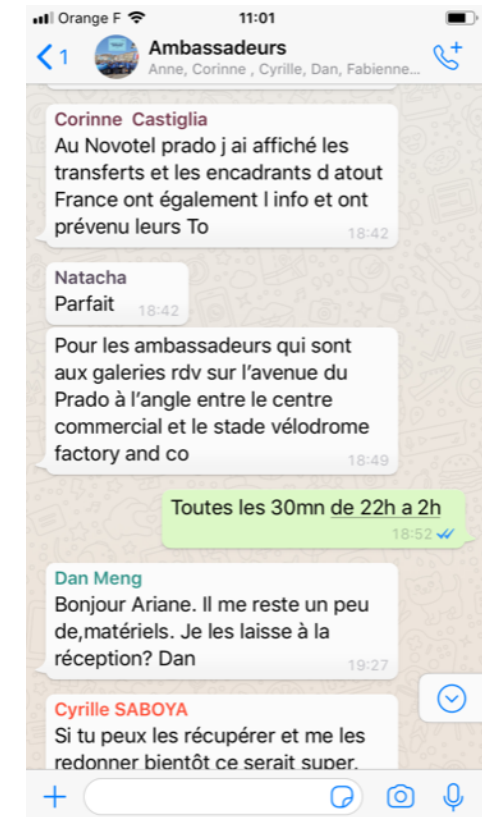 Orange F 11:01
1 Ambassadeurs
Anne, Corinne , Cyrille, Dan, Fabienne...
Corinne Castiglia
Au Novotel prado j ai affiché les
transferts et les encadrants d atout
France ont également l info et ont
prévenu leurs To
18:42
Natacha
Parfait 18:42
Pour les ambassadeurs qui sont
aux galeries rdv sur l'avenue du
Prado à l'angle entre le centre
commercial et le stade vélodrome
factory and co
18:49
Toutes les 30mn de 22h a 2h
18:52
Dan Meng
Bonjour Ariane. Il me reste un peu
de,matériels. Je les laisse à la
réception? Dan
19:27
Cyrille SABOYA
Si tu peux les récupérer et me les
redonner bientôt ce serait super.